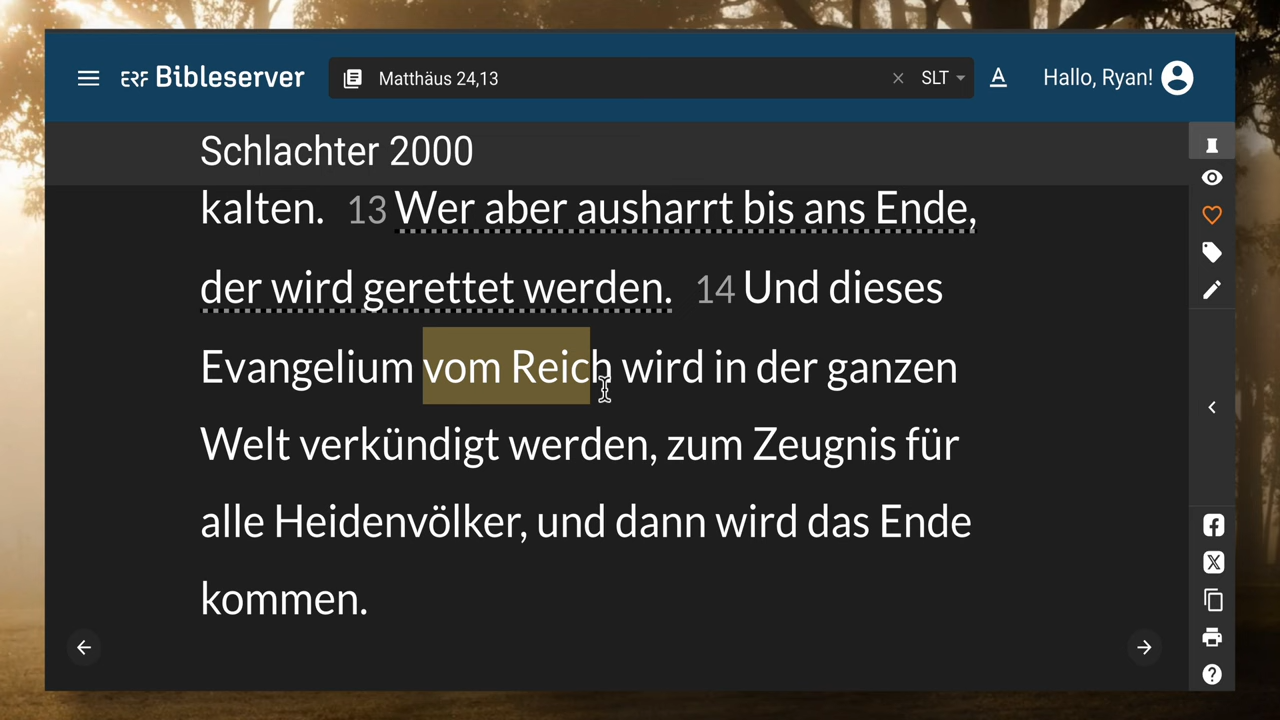 ERF Bibleserver
Matthäus 24,13
SLT
A
Hallo, Ryan!
Schlachter 2000
kalten. 13 Wer aber ausharrt bis ans Ende,
der wird gerettet werden. 14 Und dieses
Evangelium vom Reich wird in der ganzen
Welt verkündigt werden, zum Zeugnis für
alle Heidenvölker, und dann wird das Ende
kommen.